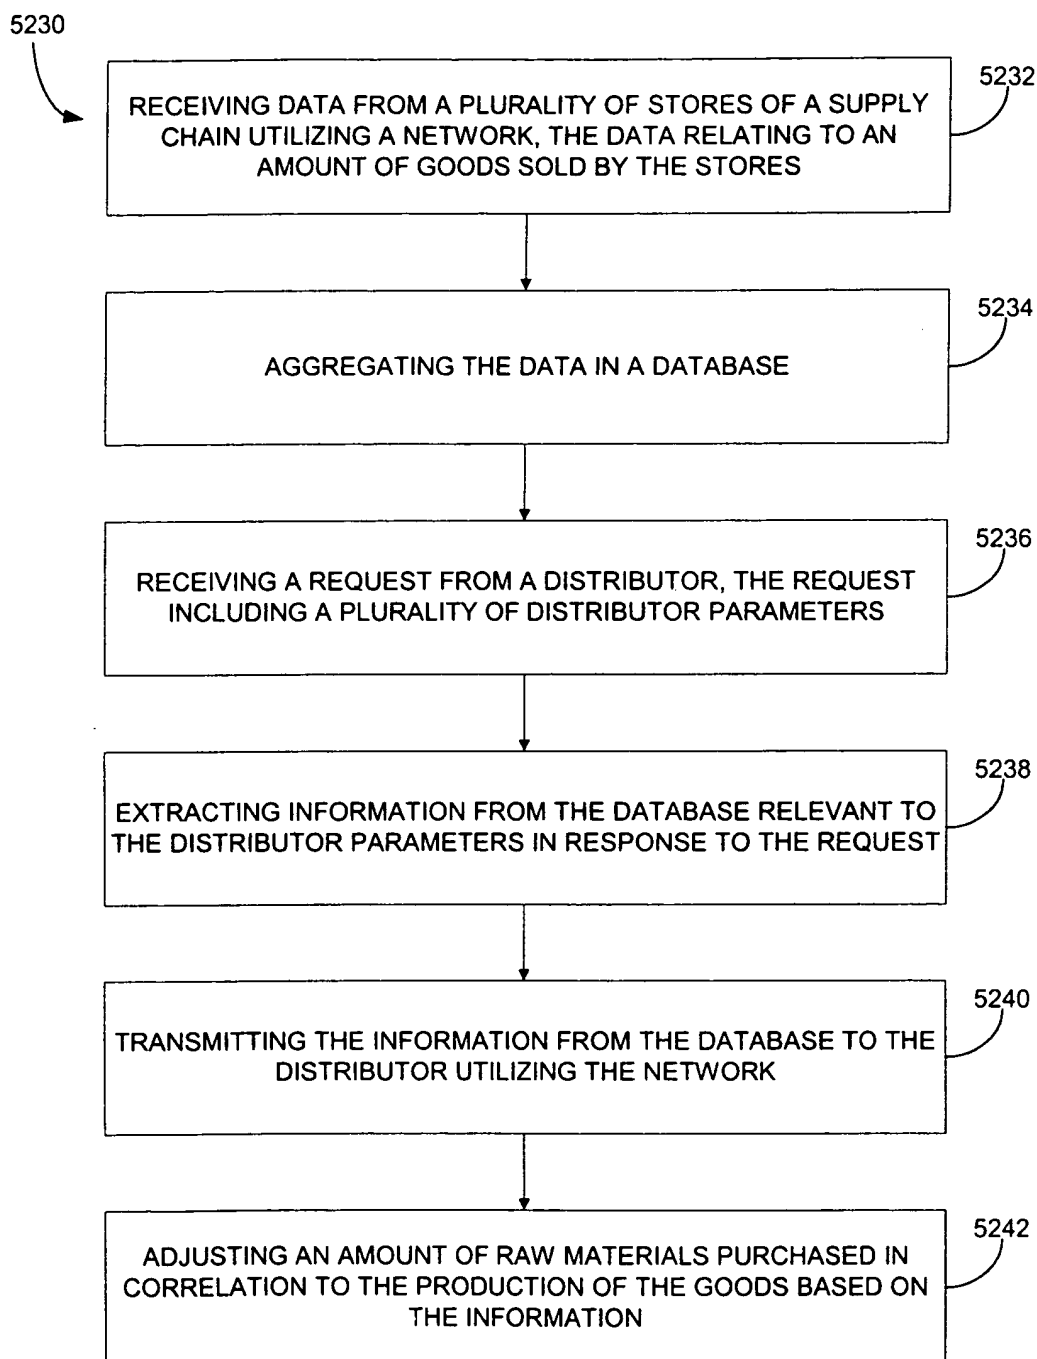 5230
5232
RECEIVING DATA FROM A PLURALITY OF STORES OF A SUPPLY
CHAIN UTILIZING A NETWORK, THE DATA RELATING TO AN
AMOUNT OF GOODS SOLD BY THE STORES
5234
AGGREGATING THE DATA IN A DATABASE
5236
RECEIVING A REQUEST FROM A DISTRIBUTOR, THE REQUEST
INCLUDING A PLURALITY OF DISTRIBUTOR PARAMETERS
5238
EXTRACTING INFORMATION FROM THE DATABASE RELEVANT TO
THE DISTRIBUTOR PARAMETERS IN RESPONSE TO THE REQUEST
5240
TRANSMITTING THE INFORMATION FROM THE DATABASE TO THE
DISTRIBUTOR UTILIZING THE NETWORK
5242
ADJUSTING AN AMOUNT OF RAW MATERIALS PURCHASED IN
CORRELATION TO THE PRODUCTION OF THE GOODS BASED ON
THE INFORMATION